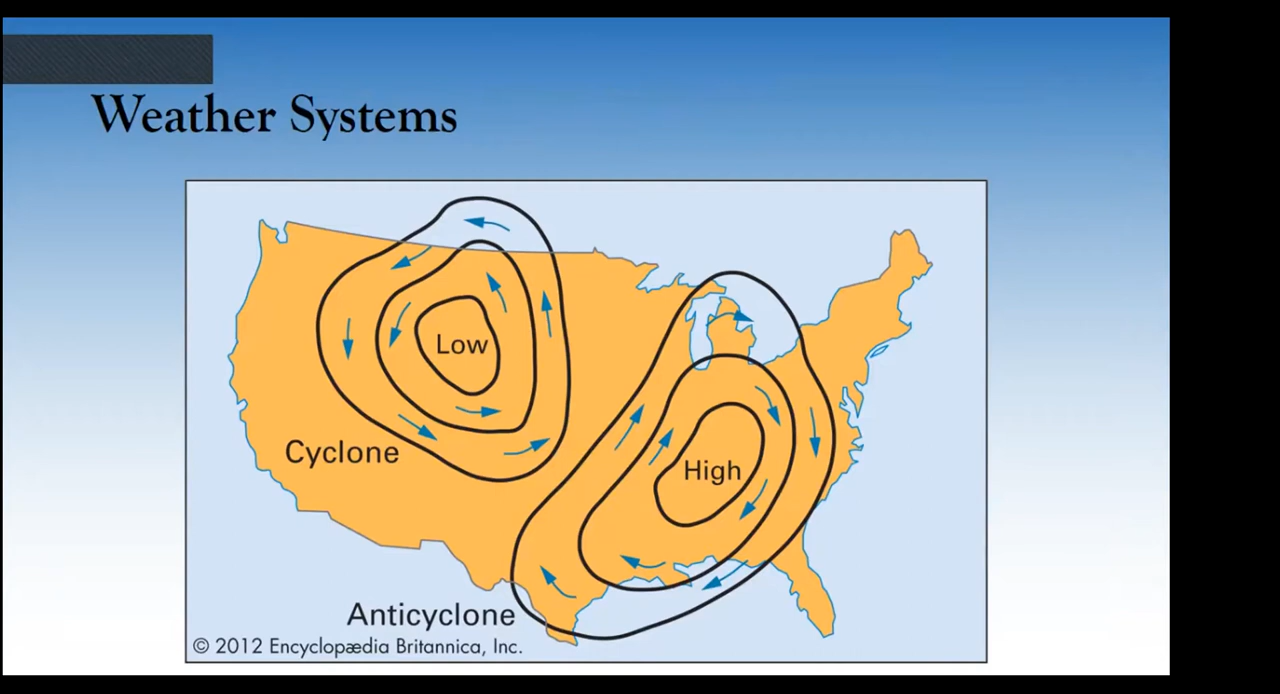 Weather Systems
Low
Cyclone
High
Anticyclone
© 2012 Encyclopædia Britannica, Inc.